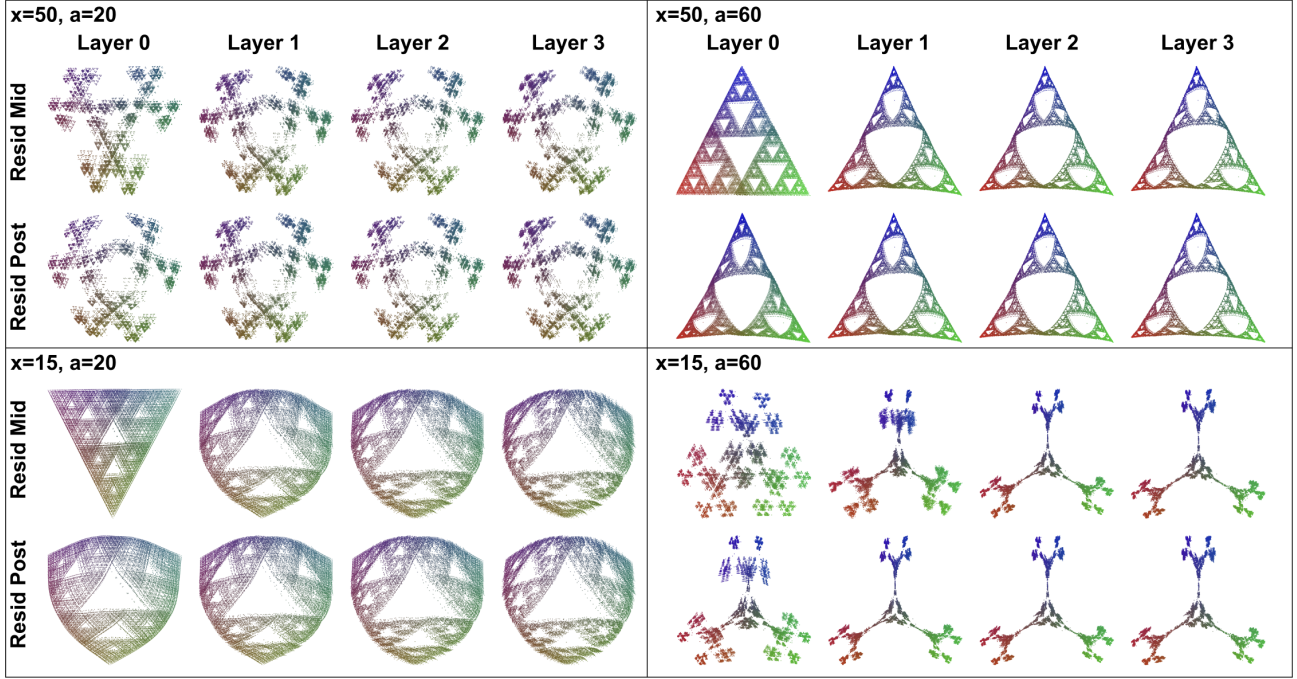 x=50, a=20
Layer 0 Layer 1 Layer 2 Layer 3
Resid Mid
Resid Post
x=50, a=60
Layer 0 Layer 1 Layer 2 Layer 3
x=15, a=20
Resid Mid
Resid Post
x=15, a=60